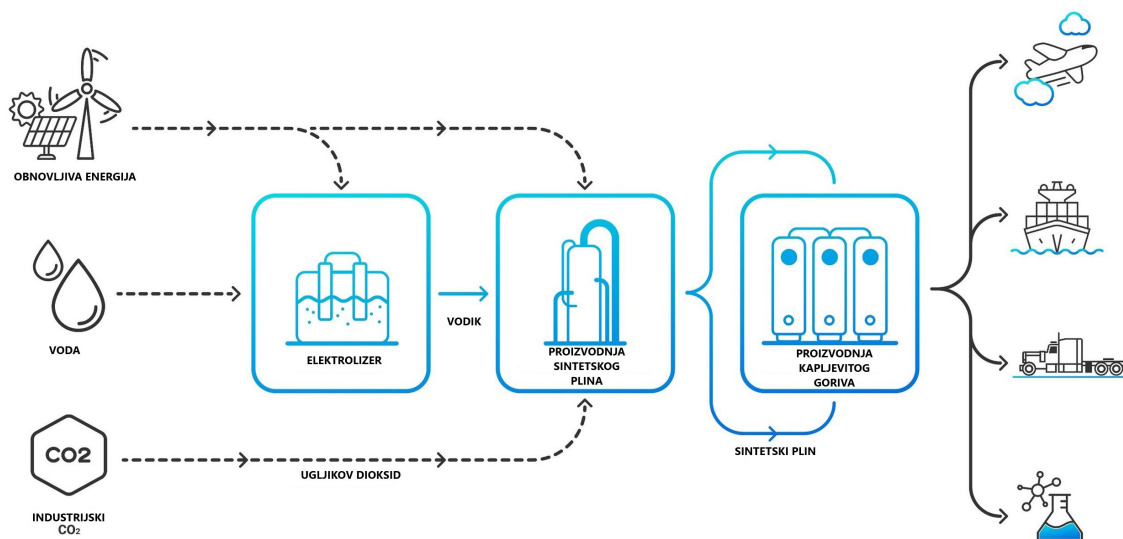 OBNOVLJIVA ENERGIJA
VODA
CO2
INDUSTRIJSKI
CO₂
ELEKTROLIZER
VODIK
UGLJIKOV DIOKSID
PROIZVODNJA
SINTETSKOG
PLINA
SINTETSKI PLIN
PROIZVODNJA
KAPLJEVITOG
GORIVA